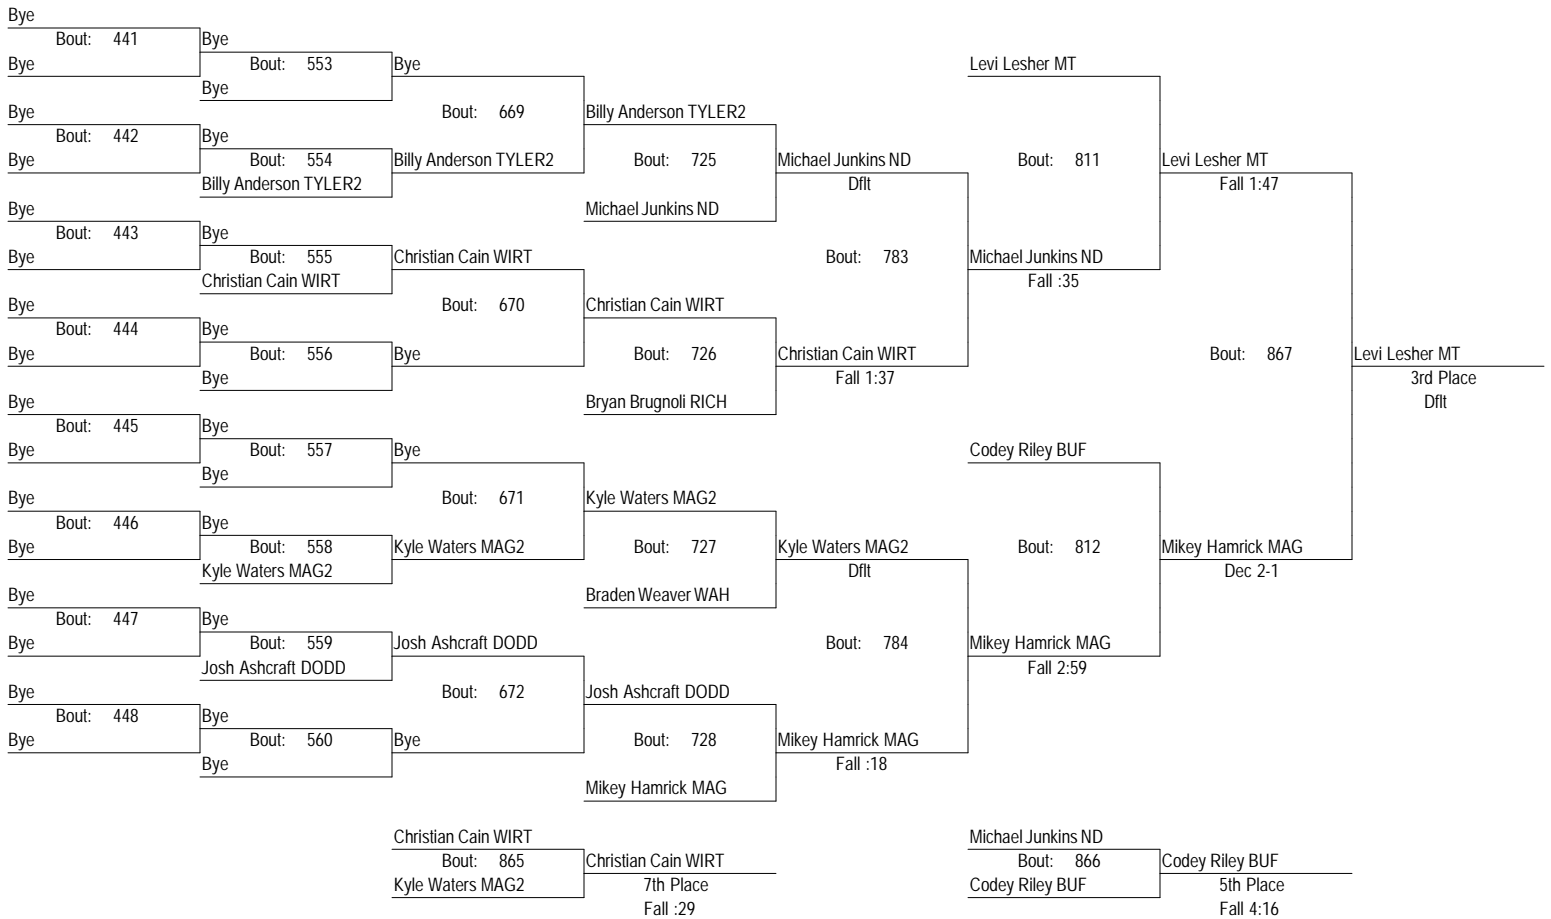 Bye
Bout: 441 Bye
Bye Bout: 553 Bye Levi Lesher MT
Bye
Bye Bout: 669 Billy Anderson TYLER2
Bout: 442 Bye
Bye Bout: 554 Billy Anderson TYLER2 Bout: 725 Michael Junkins ND Bout: 811 Levi Lesher MT
Billy Anderson TYLER2 Dflt Fall 1:47
Bye Michael Junkins ND
Bout: 443 Bye
Bye Bout: 555 Christian Cain WIRT Bout: 783 Michael Junkins ND
Christian Cain WIRT Fall :35
Bye Bout: 670 Christian Cain WIRT
Bout: 444 Bye
Bye Bout: 556 Bye Bout: 726 Christian Cain WIRT Bout: 867 Levi Lesher MT
Bye Fall 1:37 3rd Place
Bye Bryan Brugnoli RICH Dflt
Bout: 445 Bye
Bye Bout: 557 Bye Codey Riley BUF
Bye
Bye Bout: 671 Kyle Waters MAG2
Bout: 446 Bye
Bye Bout: 558 Kyle Waters MAG2 Bout: 727 Kyle Waters MAG2 Bout: 812 Mikey Hamrick MAG
Kyle Waters MAG2 Dflt Dec 2-1
Bye Braden Weaver WAH
Bout: 447 Bye
Bye Bout: 559 Josh Ashcraft DODD Bout: 784 Mikey Hamrick MAG
Josh Ashcraft DODD Fall 2:59
Bye Bout: 672 Josh Ashcraft DODD
Bout: 448 Bye
Bye Bout: 560 Bye Bout: 728 Mikey Hamrick MAG
Bye Fall :18
Mikey Hamrick MAG
Christian Cain WIRT Michael Junkins ND
Bout: 865 Christian Cain WIRT Bout: 866 Codey Riley BUF
Kyle Waters MAG2 7th Place Codey Riley BUF 5th Place
Fall :29 Fall 4:16